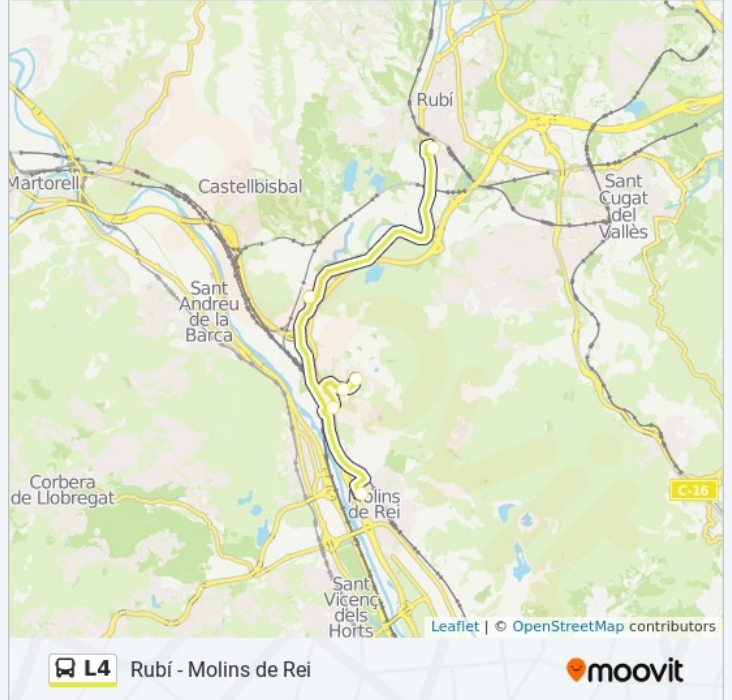 Rubí
Martorell
Castellbisbal
Sant
Cugat
del
Vallès
Sant
Andreu
de la
Barca
Corbera
de Llobregat
C-16
Molins
de Rei
Sant
Vicenç
dels
Horts
Leaflet | © OpenStreetMap contributors
L4 Rubí - Molins de Rei
moovit